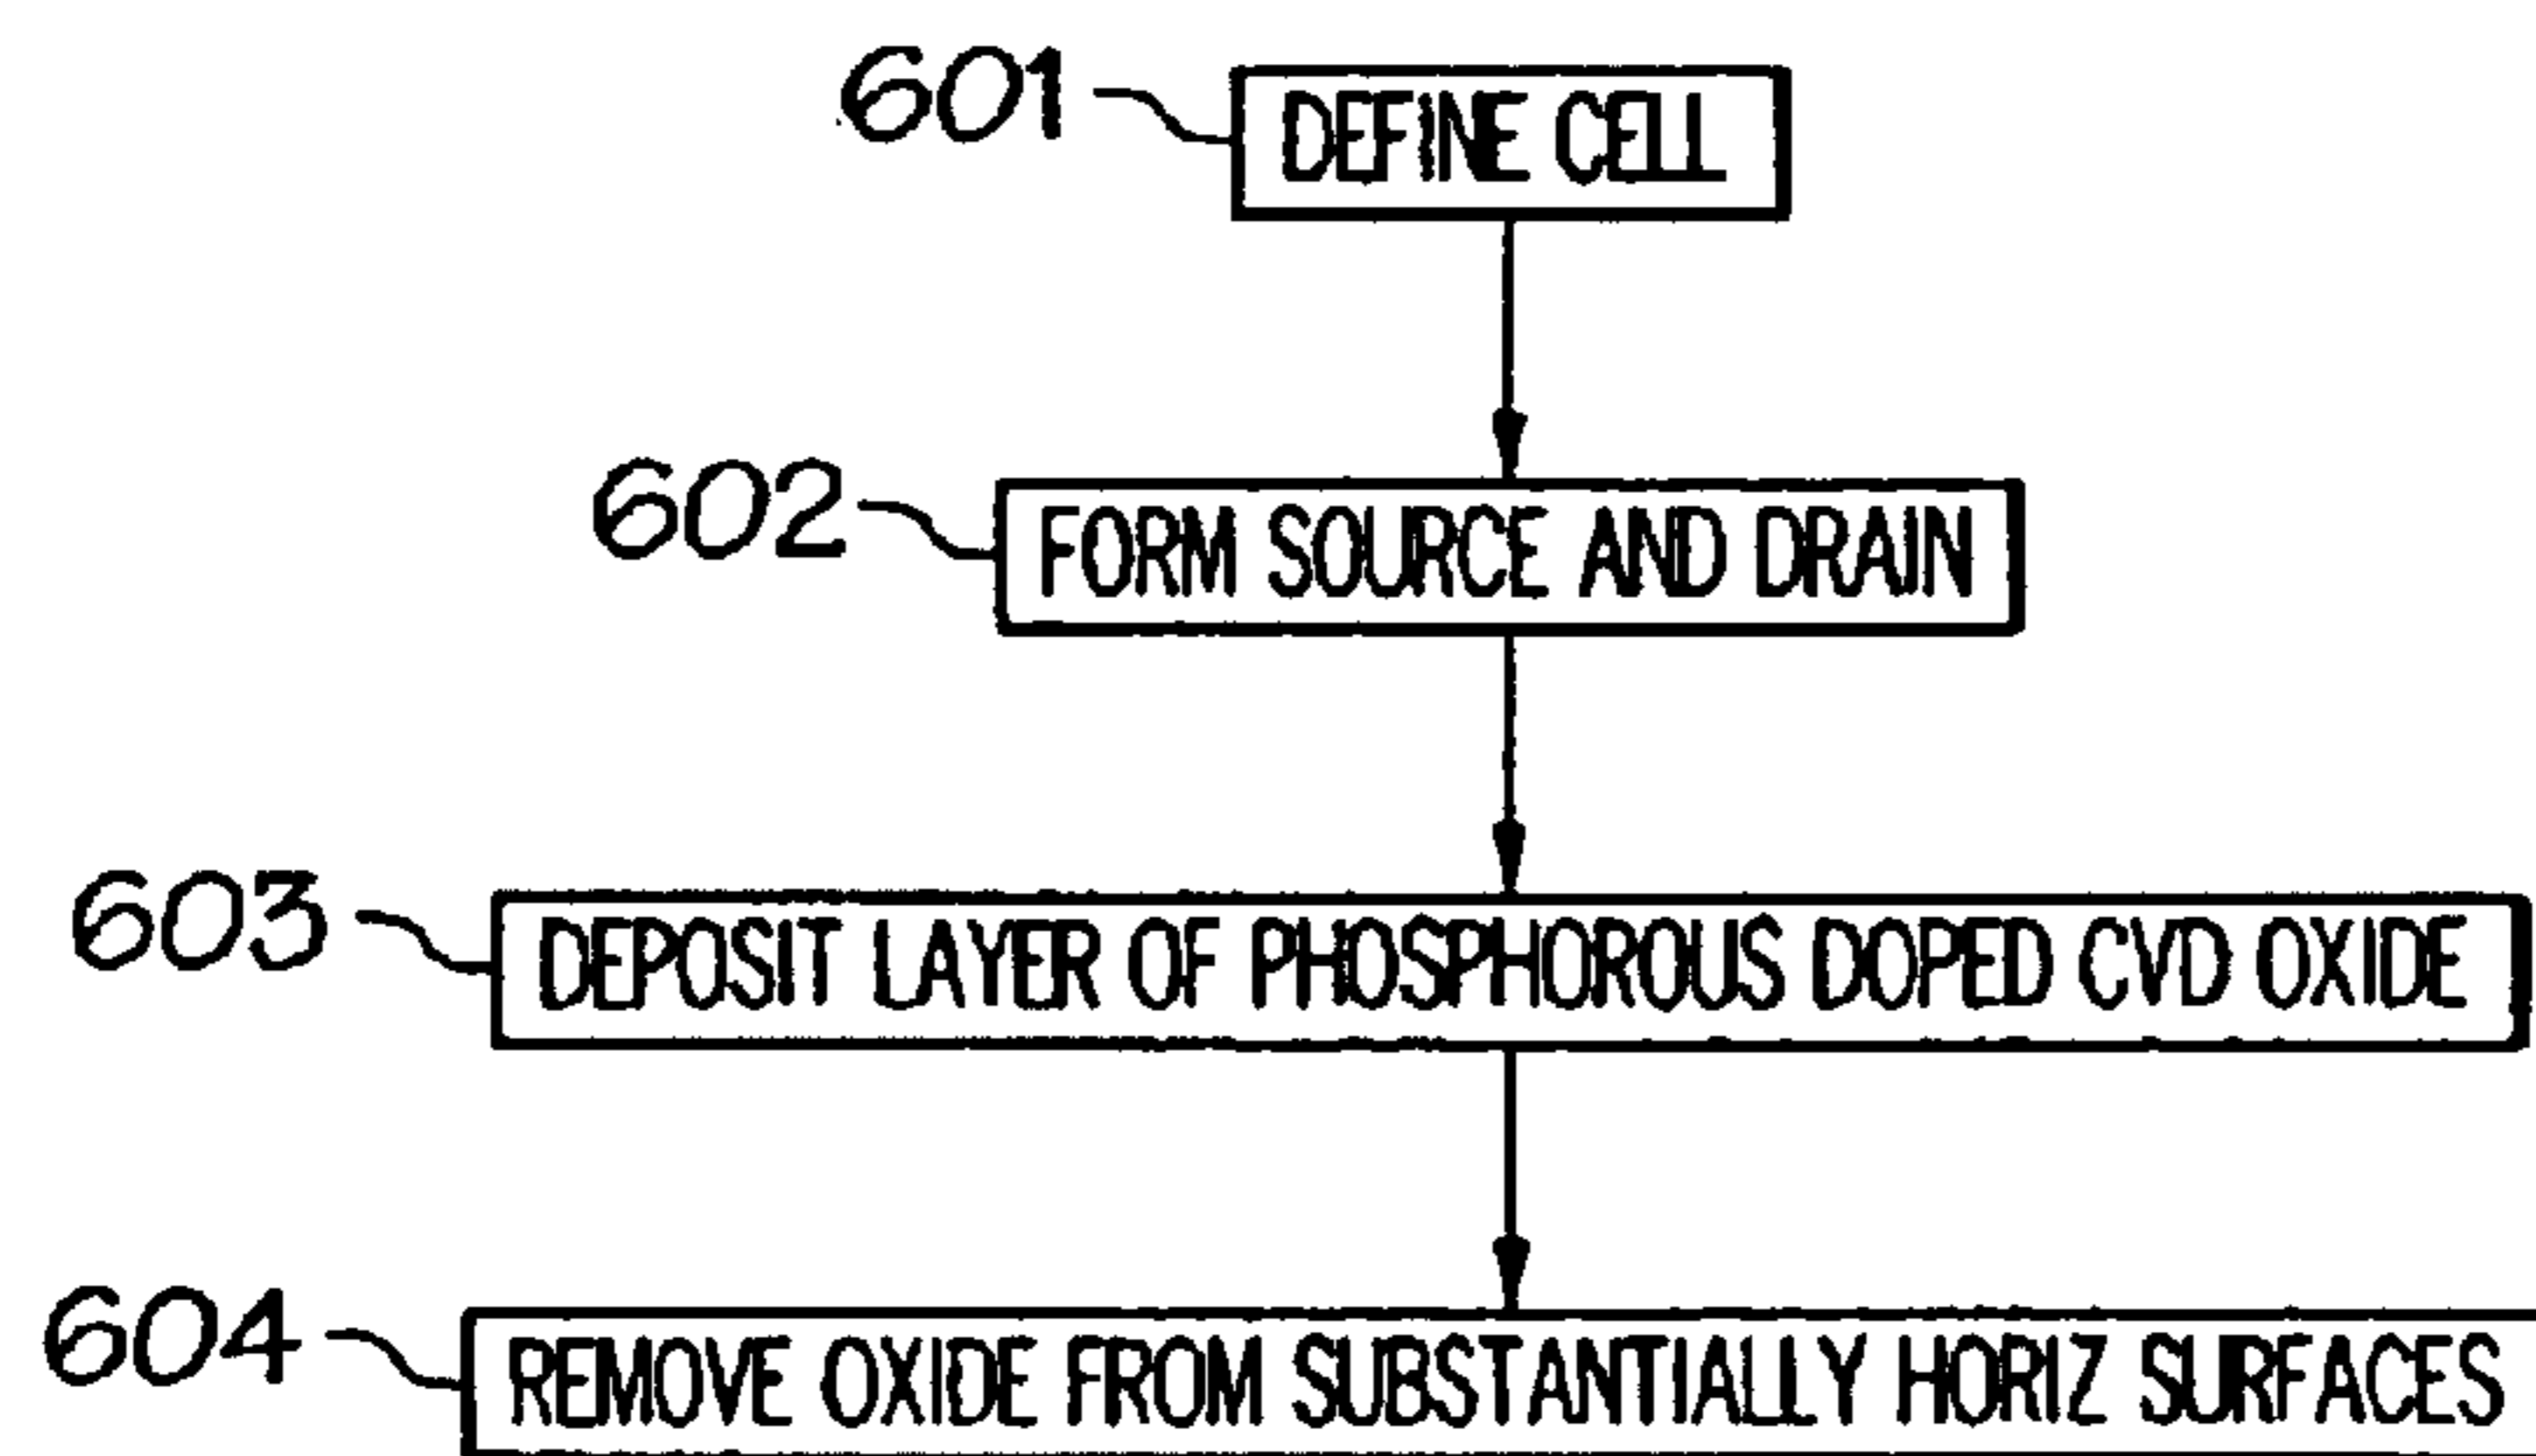 601 DEFINE CELL
602 FORM SOURCE AND DRAIN
603 DEPOSIT LAYER OF PHOSPHOROUS DOPED CVD OXIDE
604 REMOVE OXIDE FROM SUBSTANTIALLY HORIZ SURFACES